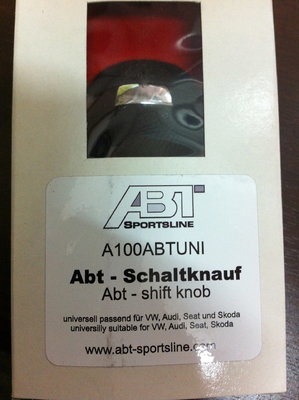 ABT
SPORTSLINE
A100ABTUNI
Abt - Schaltknauf
Abt - shift knob
universell passend für VW, Audi, Seat und Skoda
universilly suitable for VW, Audi, Seat, Skoda
www.abt-sportsline.com